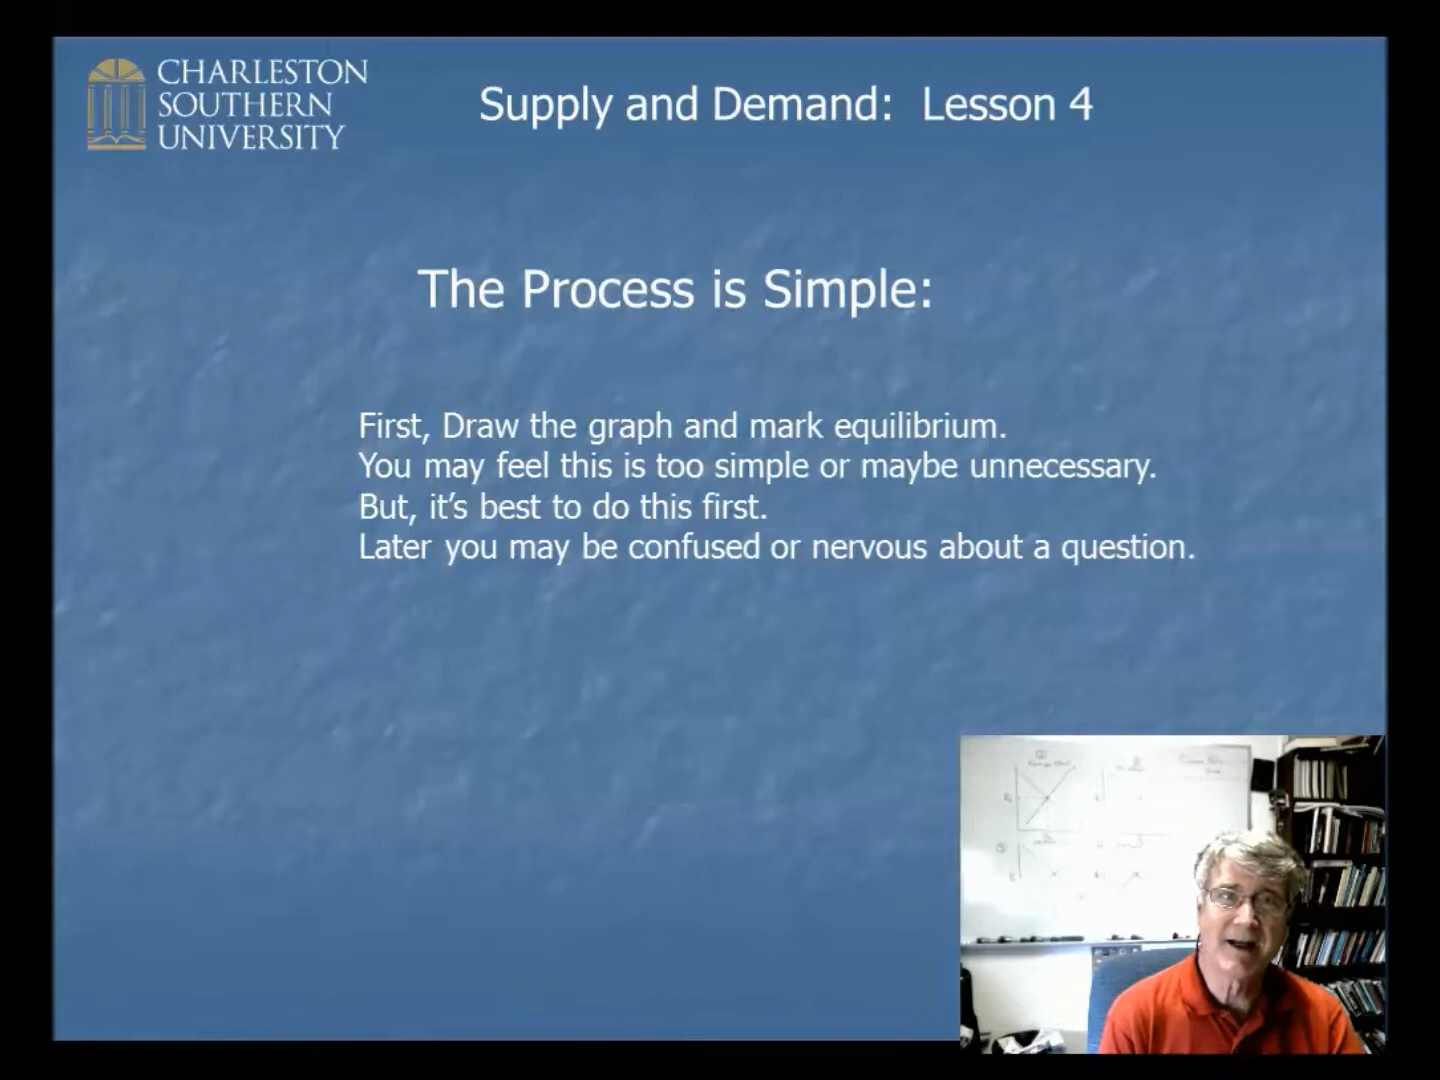 CHARLESTON
SOUTHERN
UNIVERSITY
Supply and Demand: Lesson 4
The Process is Simple:
First, Draw the graph and mark equilibrium.
You may feel this is too simple or maybe unnecessary.
But, it's best to do this first.
Later you may be confused or nervous about a question.